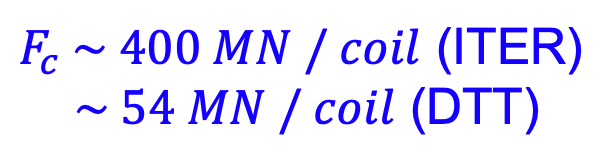 F_c ~ 400 MN / coil (ITER)
~ 54 MN / coil (DTT)